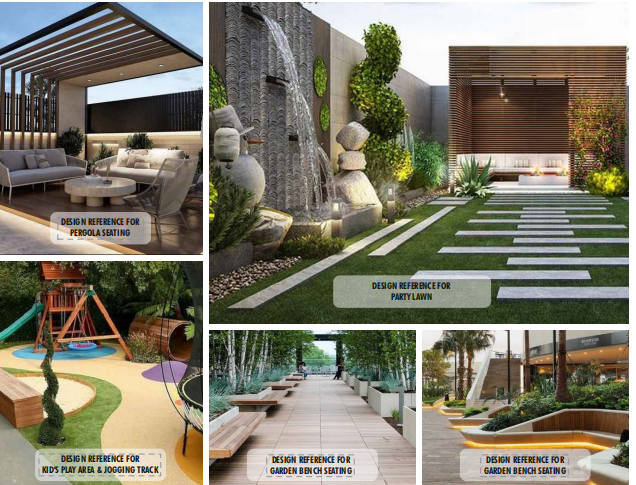 DESIGN REFERENCE FOR
PERGOLA SEATING
DESIGN REFERENCE FOR
PARTY LAWN
DESIGN REFERENCE FOR
KID'S PLAY AREA & JOGGING TRACK
DESIGN REFERENCE FOR
GARDEN BENCH SEATING
DESIGN REFERENCE FOR
GARDEN BENCH SEATING